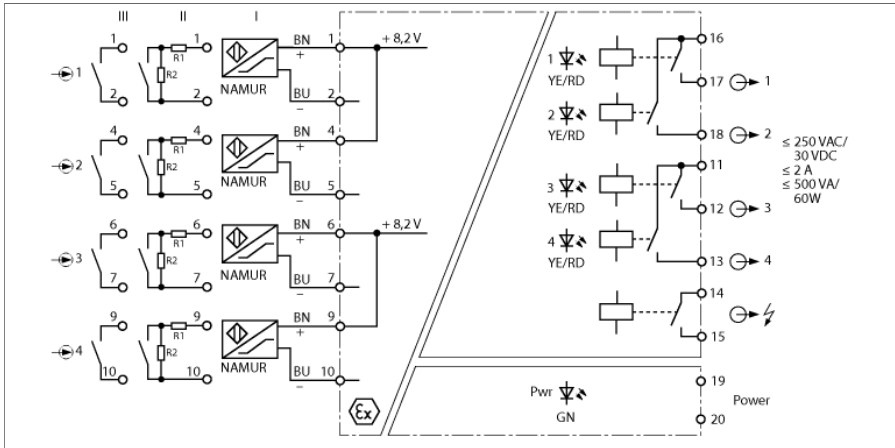 III II I
1 1 BN 1 + 8,2 V
+
R1
1 R2
2 2 NAMUR BU 2
–
4 4 BN 4
+
R1
2 R2
5 5 NAMUR BU 5
–
6 6 BN 6 + 8,2 V
+
R1
3 R2
7 7 NAMUR BU 7
–
9 9 BN 9
+
R1
4 R2
10 10 NAMUR BU 10
–
Ex
16
1
YE/RD
17 1
2
YE/RD
18 2
11
3
YE/RD
12 3
4
YE/RD
13 4
14
15
≤ 250 VAC/
30 VDC
≤ 2 A
≤ 500 VA/
60W
19
Pwr Power
GN
20